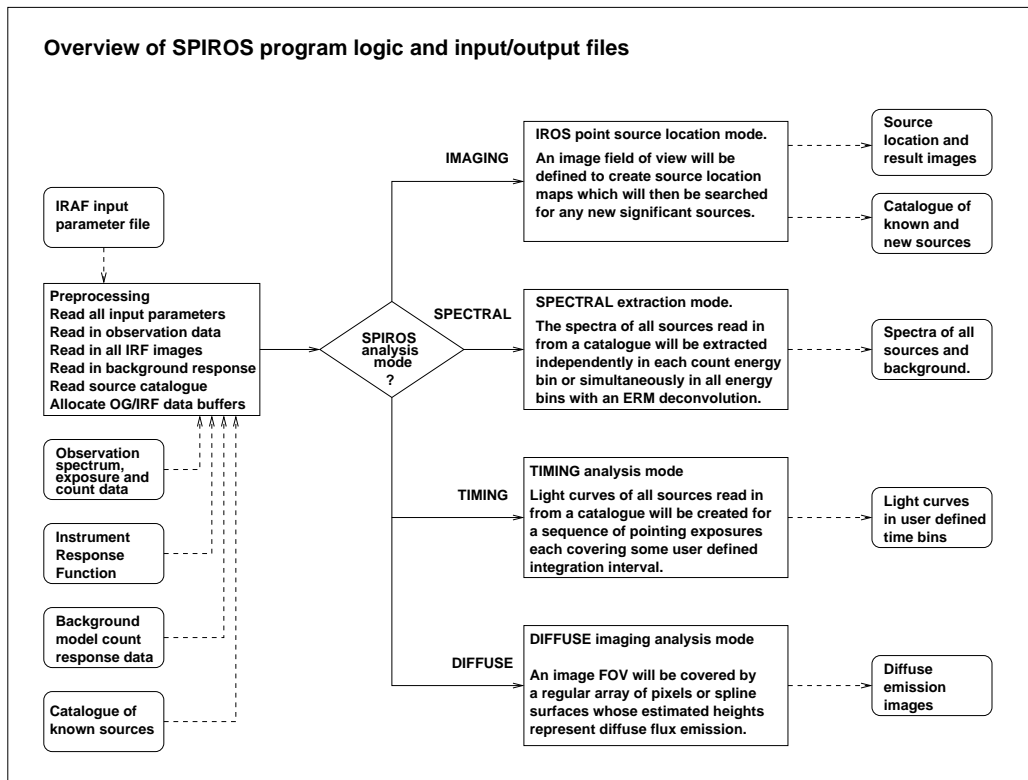 Overview of SPIROS program logic and input/output files
IRAF input
parameter file
Preprocessing
Read all input parameters
Read in observation data
Read in all IRF images
Read in background response
Read source catalogue
Allocate OG/IRF data buffers
Observation
spectrum,
exposure and
count data
Instrument
Response
Function
Background
model count
response data
Catalogue of
known sources
SPIROS
analysis
mode
?
IMAGING
IROS point source location mode.
An image field of view will be
defined to create source location
maps which will then be searched
for any new significant sources.
Source
location and
result images
Catalogue of
known and
new sources
SPECTRAL
SPECTRAL extraction mode.
The spectra of all sources read in
from a catalogue will be extracted
independently in each count energy
bin or simultaneously in all energy
bins with an ERM deconvolution.
Spectra of all
sources and
background.
TIMING
TIMING analysis mode
Light curves of all sources read in
from a catalogue will be created for
a sequence of pointing exposures
each covering some user defined
integration interval.
Light curves
in user defined
time bins
DIFFUSE
DIFFUSE imaging analysis mode
An image FOV will be covered by
a regular array of pixels or spline
surfaces whose estimated heights
represent diffuse flux emission.
Diffuse
emission
images